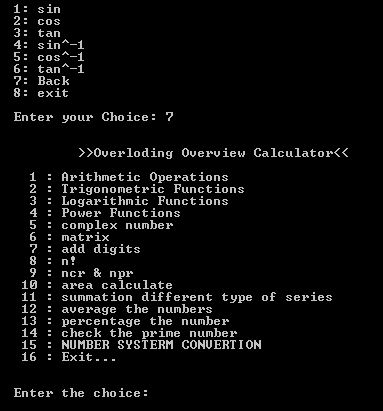 1: sin
2: cos
3: tan
4: sin^-1
5: cos^-1
6: tan^-1
7: Back
8: exit
Enter your Choice: 7
>>Overloding Overview Calculator<<
1 : Arithmetic Operations
2 : Trigonometric Functions
3 : Logarithmic Functions
4 : Power Functions
5 : complex number
6 : matrix
7 : add digits
8 : n!
9 : ncr & npr
10 : area calculate
11 : summation different type of series
12 : average the numbers
13 : percentage the number
14 : check the prime number
15 : NUMBER SYSTERM CONVERTION
16 : Exit...
Enter the choice: